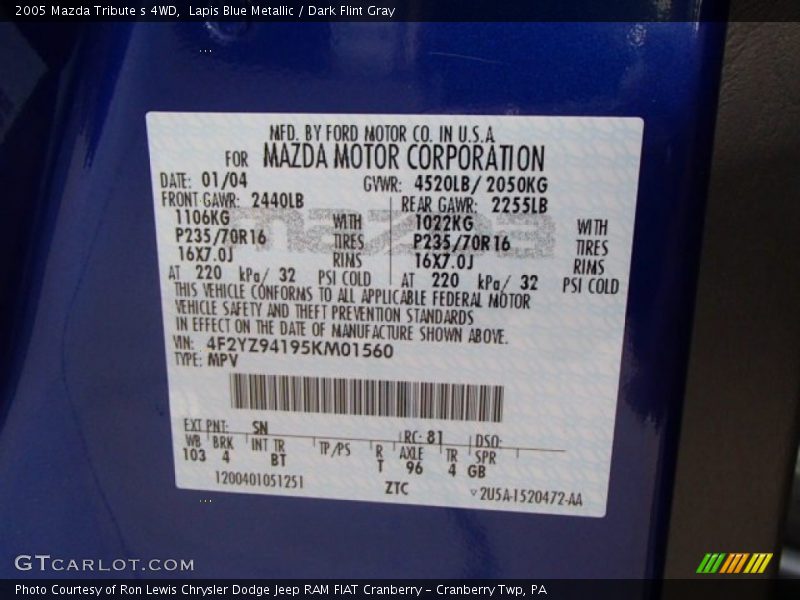 2005 Mazda Tribute s 4WD, Lapis Blue Metallic / Dark Flint Gray
MFD. BY FORD MOTOR CO. IN U.S.A.
FOR MAZDA MOTOR CORPORATION
DATE: 01/04 GVWR: 4520LB/ 2050KG
FRONT GAWR: 2440LB REAR GAWR: 2255LB
1106KG WITH 1022KG WITH
P235/70R16 TIRES P235/70R16 TIRES
16X7.0J RIMS 16X7.0J RIMS
AT 220 kPa/ 32 PSI COLD AT 220 kPa/ 32 PSI COLD
THIS VEHICLE CONFORMS TO ALL APPLICABLE FEDERAL MOTOR
VEHICLE SAFETY AND THEFT PREVENTION STANDARDS
IN EFFECT ON THE DATE OF MANUFACTURE SHOWN ABOVE.
VIN: 4F2YZ94195KM01560
TYPE: MPV
EXT PNT: SN RC: 81 DSO:
WB BRK INT TR TP/PS R AXLE TR SPR
103 4 BT T 96 4 GB
1200401051251 ZTC 2U5A-1520472-AA
GTCARLOT.COM
Photo Courtesy of Ron Lewis Chrysler Dodge Jeep RAM FIAT Cranberry – Cranberry Twp, PA